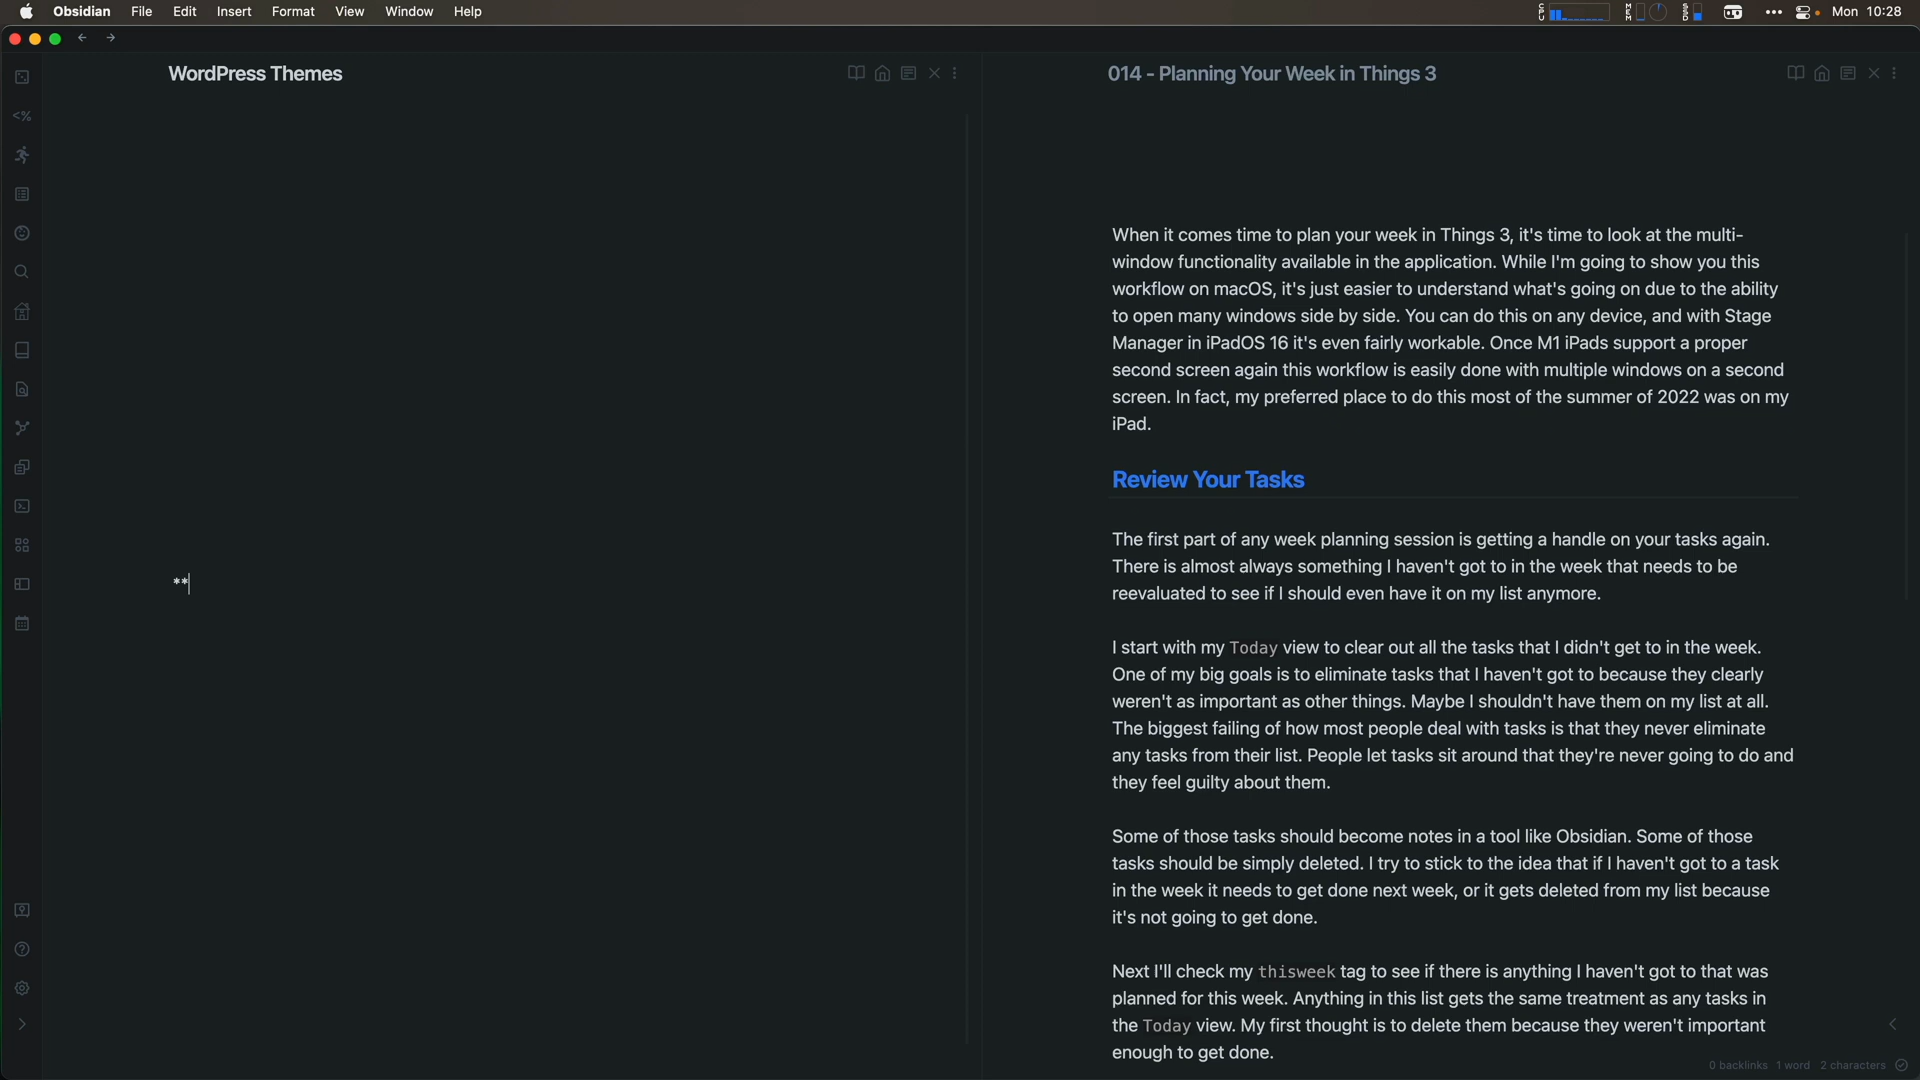 Obsidian File Edit Insert Format View Window Help
CPU MEM SSD Mon 10:28
WordPress Themes
**
014 - Planning Your Week in Things 3
When it comes time to plan your week in Things 3, it's time to look at the multi-
window functionality available in the application. While I'm going to show you this
workflow on macOS, it's just easier to understand what's going on due to the ability
to open many windows side by side. You can do this on any device, and with Stage
Manager in iPadOS 16 it's even fairly workable. Once M1 iPads support a proper
second screen again this workflow is easily done with multiple windows on a second
screen. In fact, my preferred place to do this most of the summer of 2022 was on my
iPad.
Review Your Tasks
The first part of any week planning session is getting a handle on your tasks again.
There is almost always something I haven't got to in the week that needs to be
reevaluated to see if I should even have it on my list anymore.
I start with my Today view to clear out all the tasks that I didn't get to in the week.
One of my big goals is to eliminate tasks that I haven't got to because they clearly
weren't as important as other things. Maybe I shouldn't have them on my list at all.
The biggest failing of how most people deal with tasks is that they never eliminate
any tasks from their list. People let tasks sit around that they're never going to do and
they feel guilty about them.
Some of those tasks should become notes in a tool like Obsidian. Some of those
tasks should be simply deleted. I try to stick to the idea that if I haven't got to a task
in the week it needs to get done next week, or it gets deleted from my list because
it's not going to get done.
Next I'll check my thisweek tag to see if there is anything I haven't got to that was
planned for this week. Anything in this list gets the same treatment as any tasks in
the Today view. My first thought is to delete them because they weren't important
enough to get done.
0 backlinks 1 word 2 characters